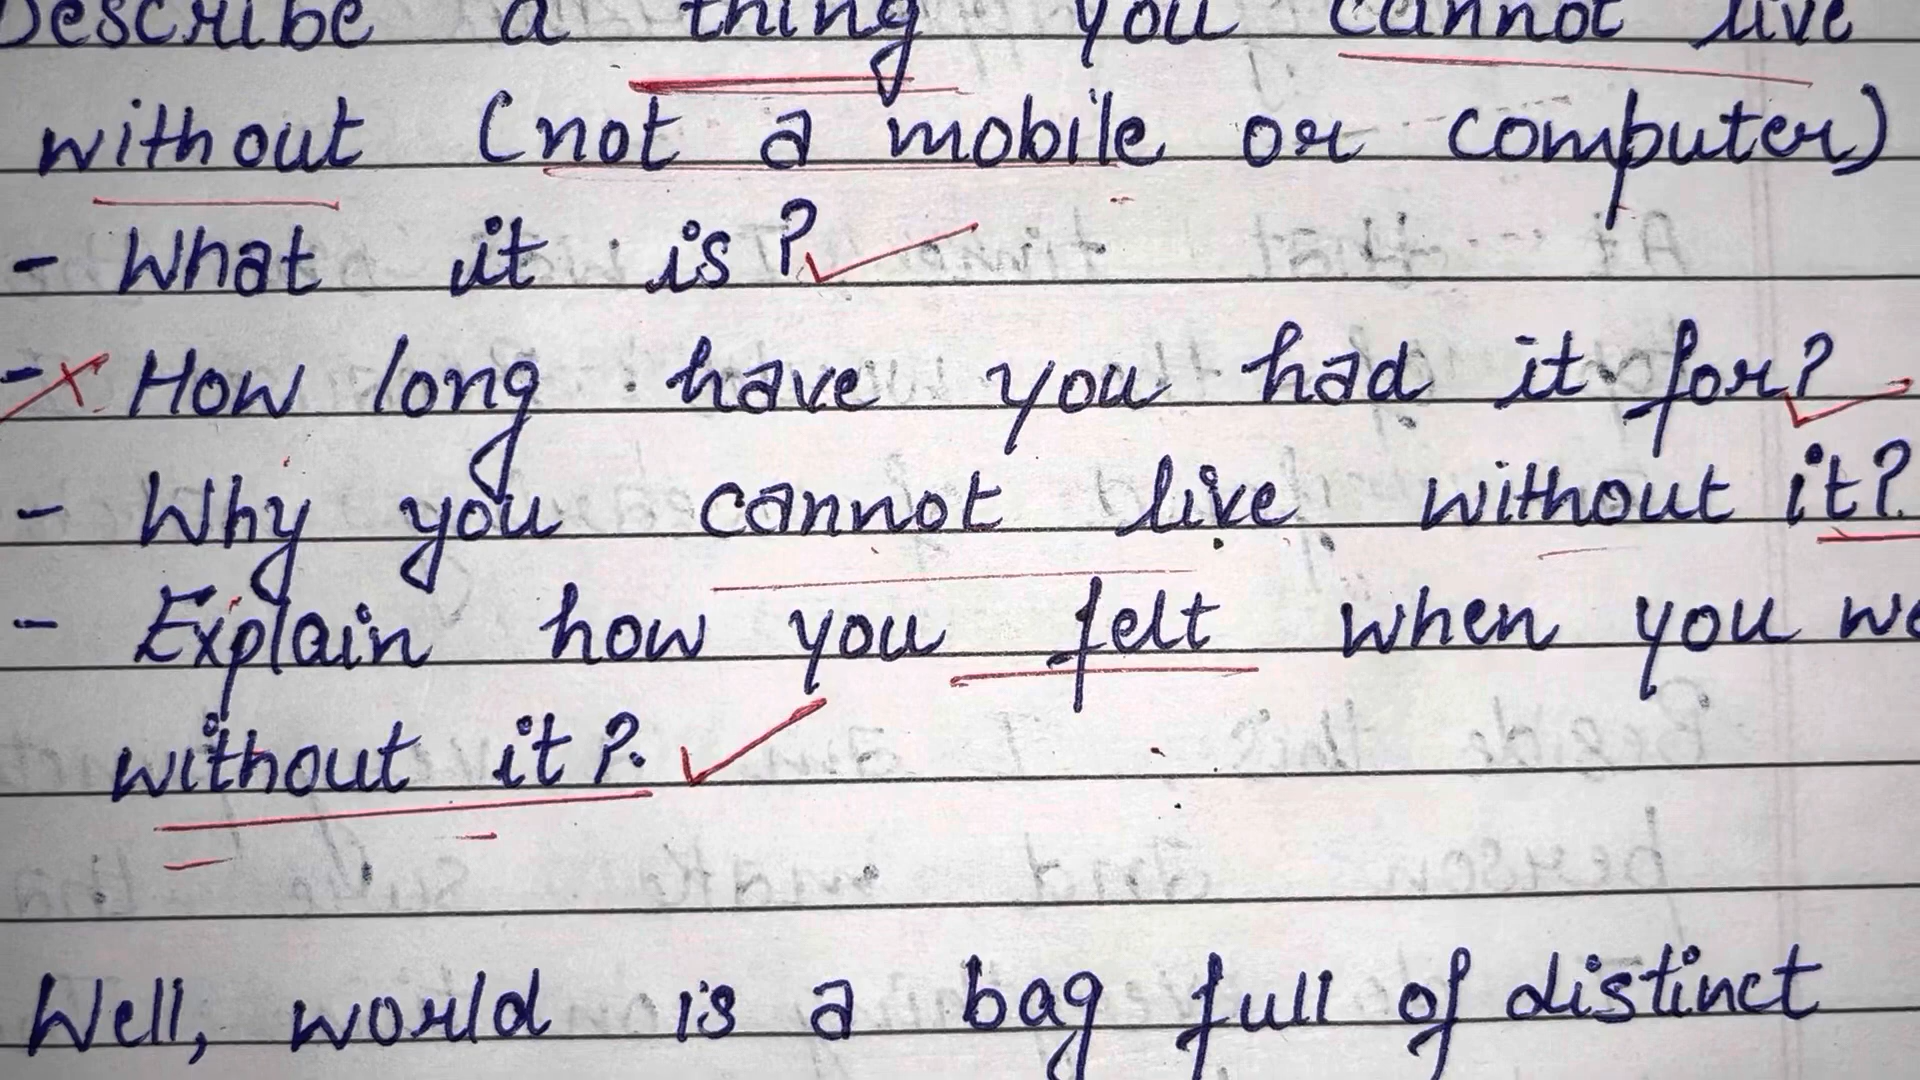 Describe a thing you cannot live
without (not a mobile or computer)
- What it is?
- How long have you had it for?
- Why you cannot live without it?
- Explain how you felt when you
without it?.
Well, world is a bag full of distinct